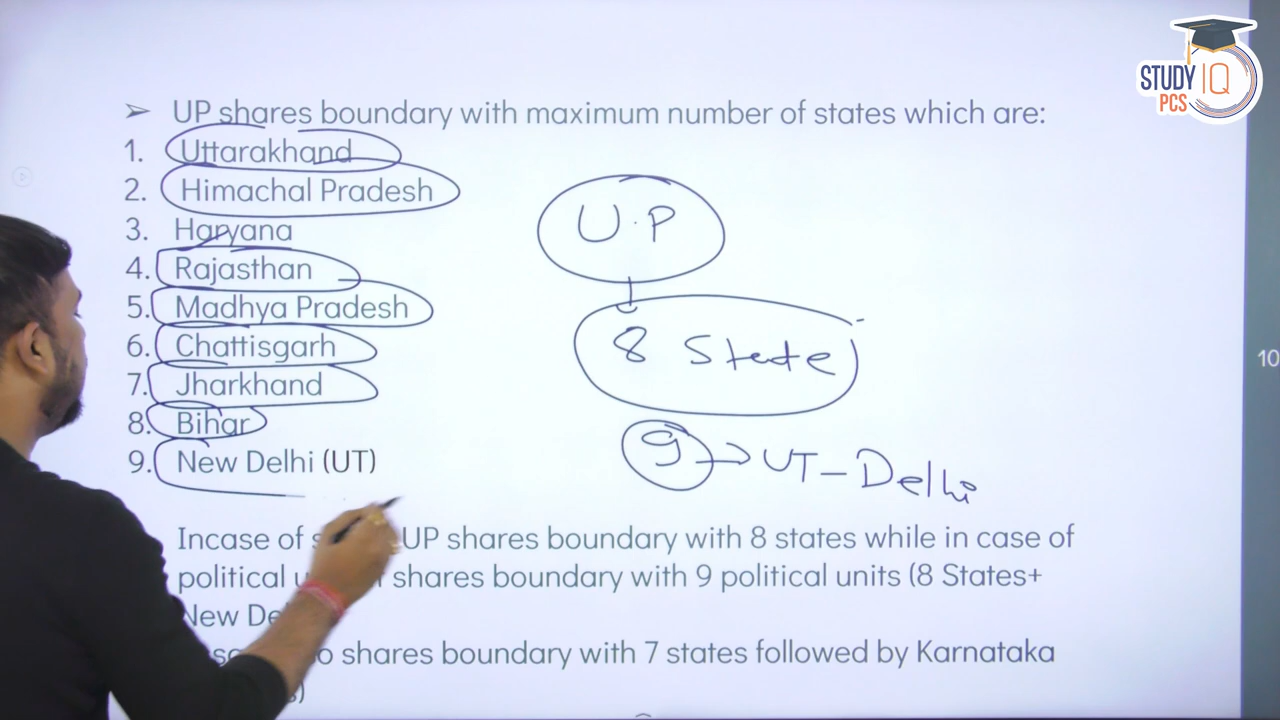 STUDY IQ
PCS
➢ UP shares boundary with maximum number of states which are:
1. Uttarakhand
2. Himachal Pradesh
3. Haryana
4. Rajasthan
5. Madhya Pradesh
6. Chattisgarh
7. Jharkhand
8. Bihar
9. New Delhi (UT)
U.P
8 State
9 → UT - Delhi
10
Incase of UP shares boundary with 8 states while in case of
political shares boundary with 9 political units (8 States+
New
shares boundary with 7 states followed by Karnataka